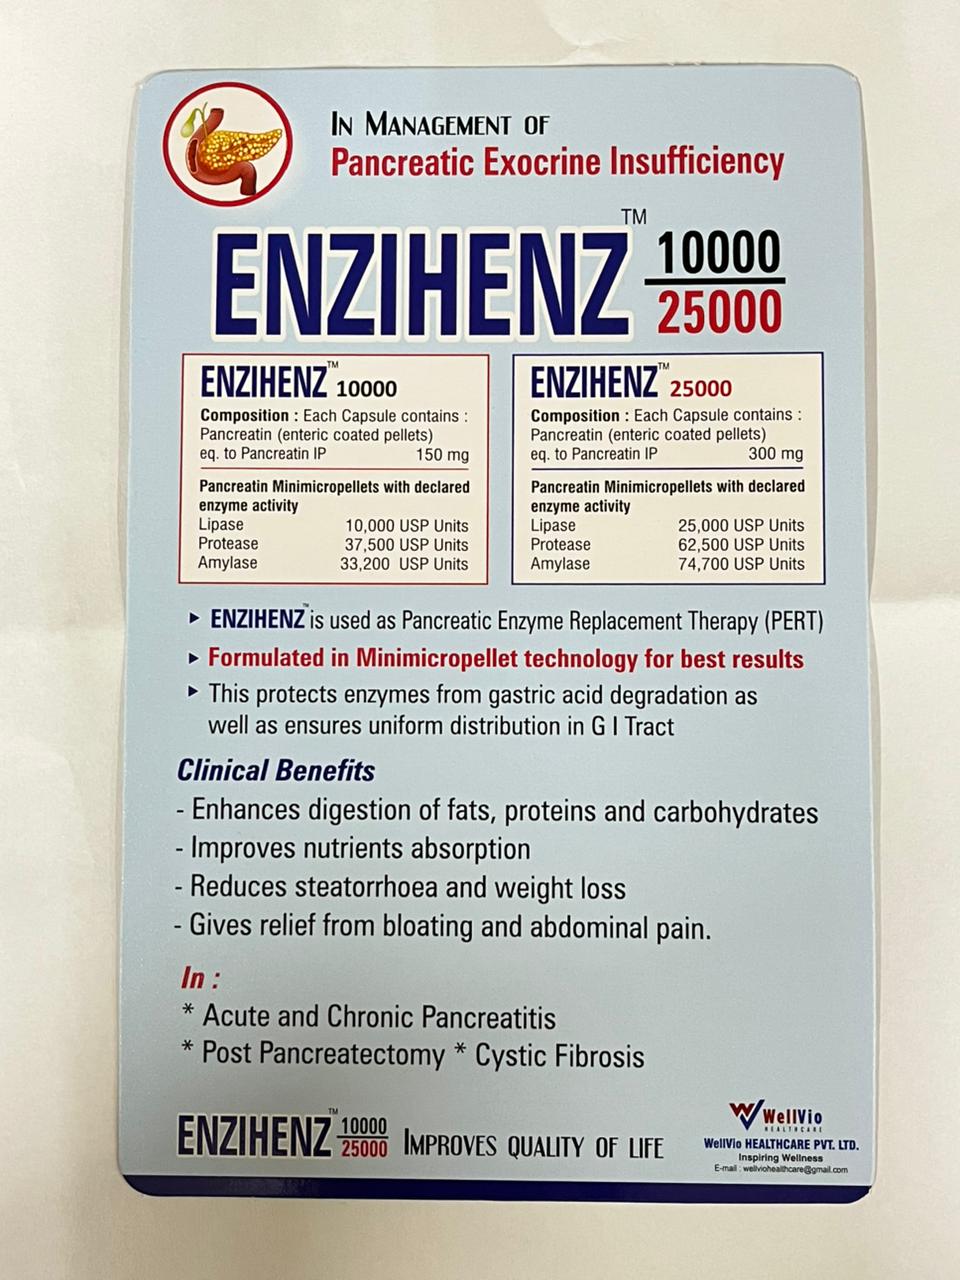 IN MANAGEMENT OF
Pancreatic Exocrine Insufficiency
ENZIHENZ™ 10000
25000
ENZIHENZ™ 10000
Composition : Each Capsule contains :
Pancreatin (enteric coated pellets)
eq. to Pancreatin IP 150 mg
Pancreatin Minimicropellets with declared
enzyme activity
Lipase 10,000 USP Units
Protease 37,500 USP Units
Amylase 33,200 USP Units
ENZIHENZ™ 25000
Composition : Each Capsule contains :
Pancreatin (enteric coated pellets)
eq. to Pancreatin IP 300 mg
Pancreatin Minimicropellets with declared
enzyme activity
Lipase 25,000 USP Units
Protease 62,500 USP Units
Amylase 74,700 USP Units
▸ ENZIHENZ™ is used as Pancreatic Enzyme Replacement Therapy (PERT)
▸ Formulated in Minimicropellet technology for best results
▸ This protects enzymes from gastric acid degradation as
well as ensures uniform distribution in G I Tract
Clinical Benefits
- Enhances digestion of fats, proteins and carbohydrates
- Improves nutrients absorption
- Reduces steatorrhoea and weight loss
- Gives relief from bloating and abdominal pain.
In :
* Acute and Chronic Pancreatitis
* Post Pancreatectomy * Cystic Fibrosis
ENZIHENZ™ 10000
25000 IMPROVES QUALITY OF LIFE
WellVio
HEALTHCARE
WellVio HEALTHCARE PVT. LTD.
Inspiring Wellness
E-mail : wellviohealthcare@gmail.com